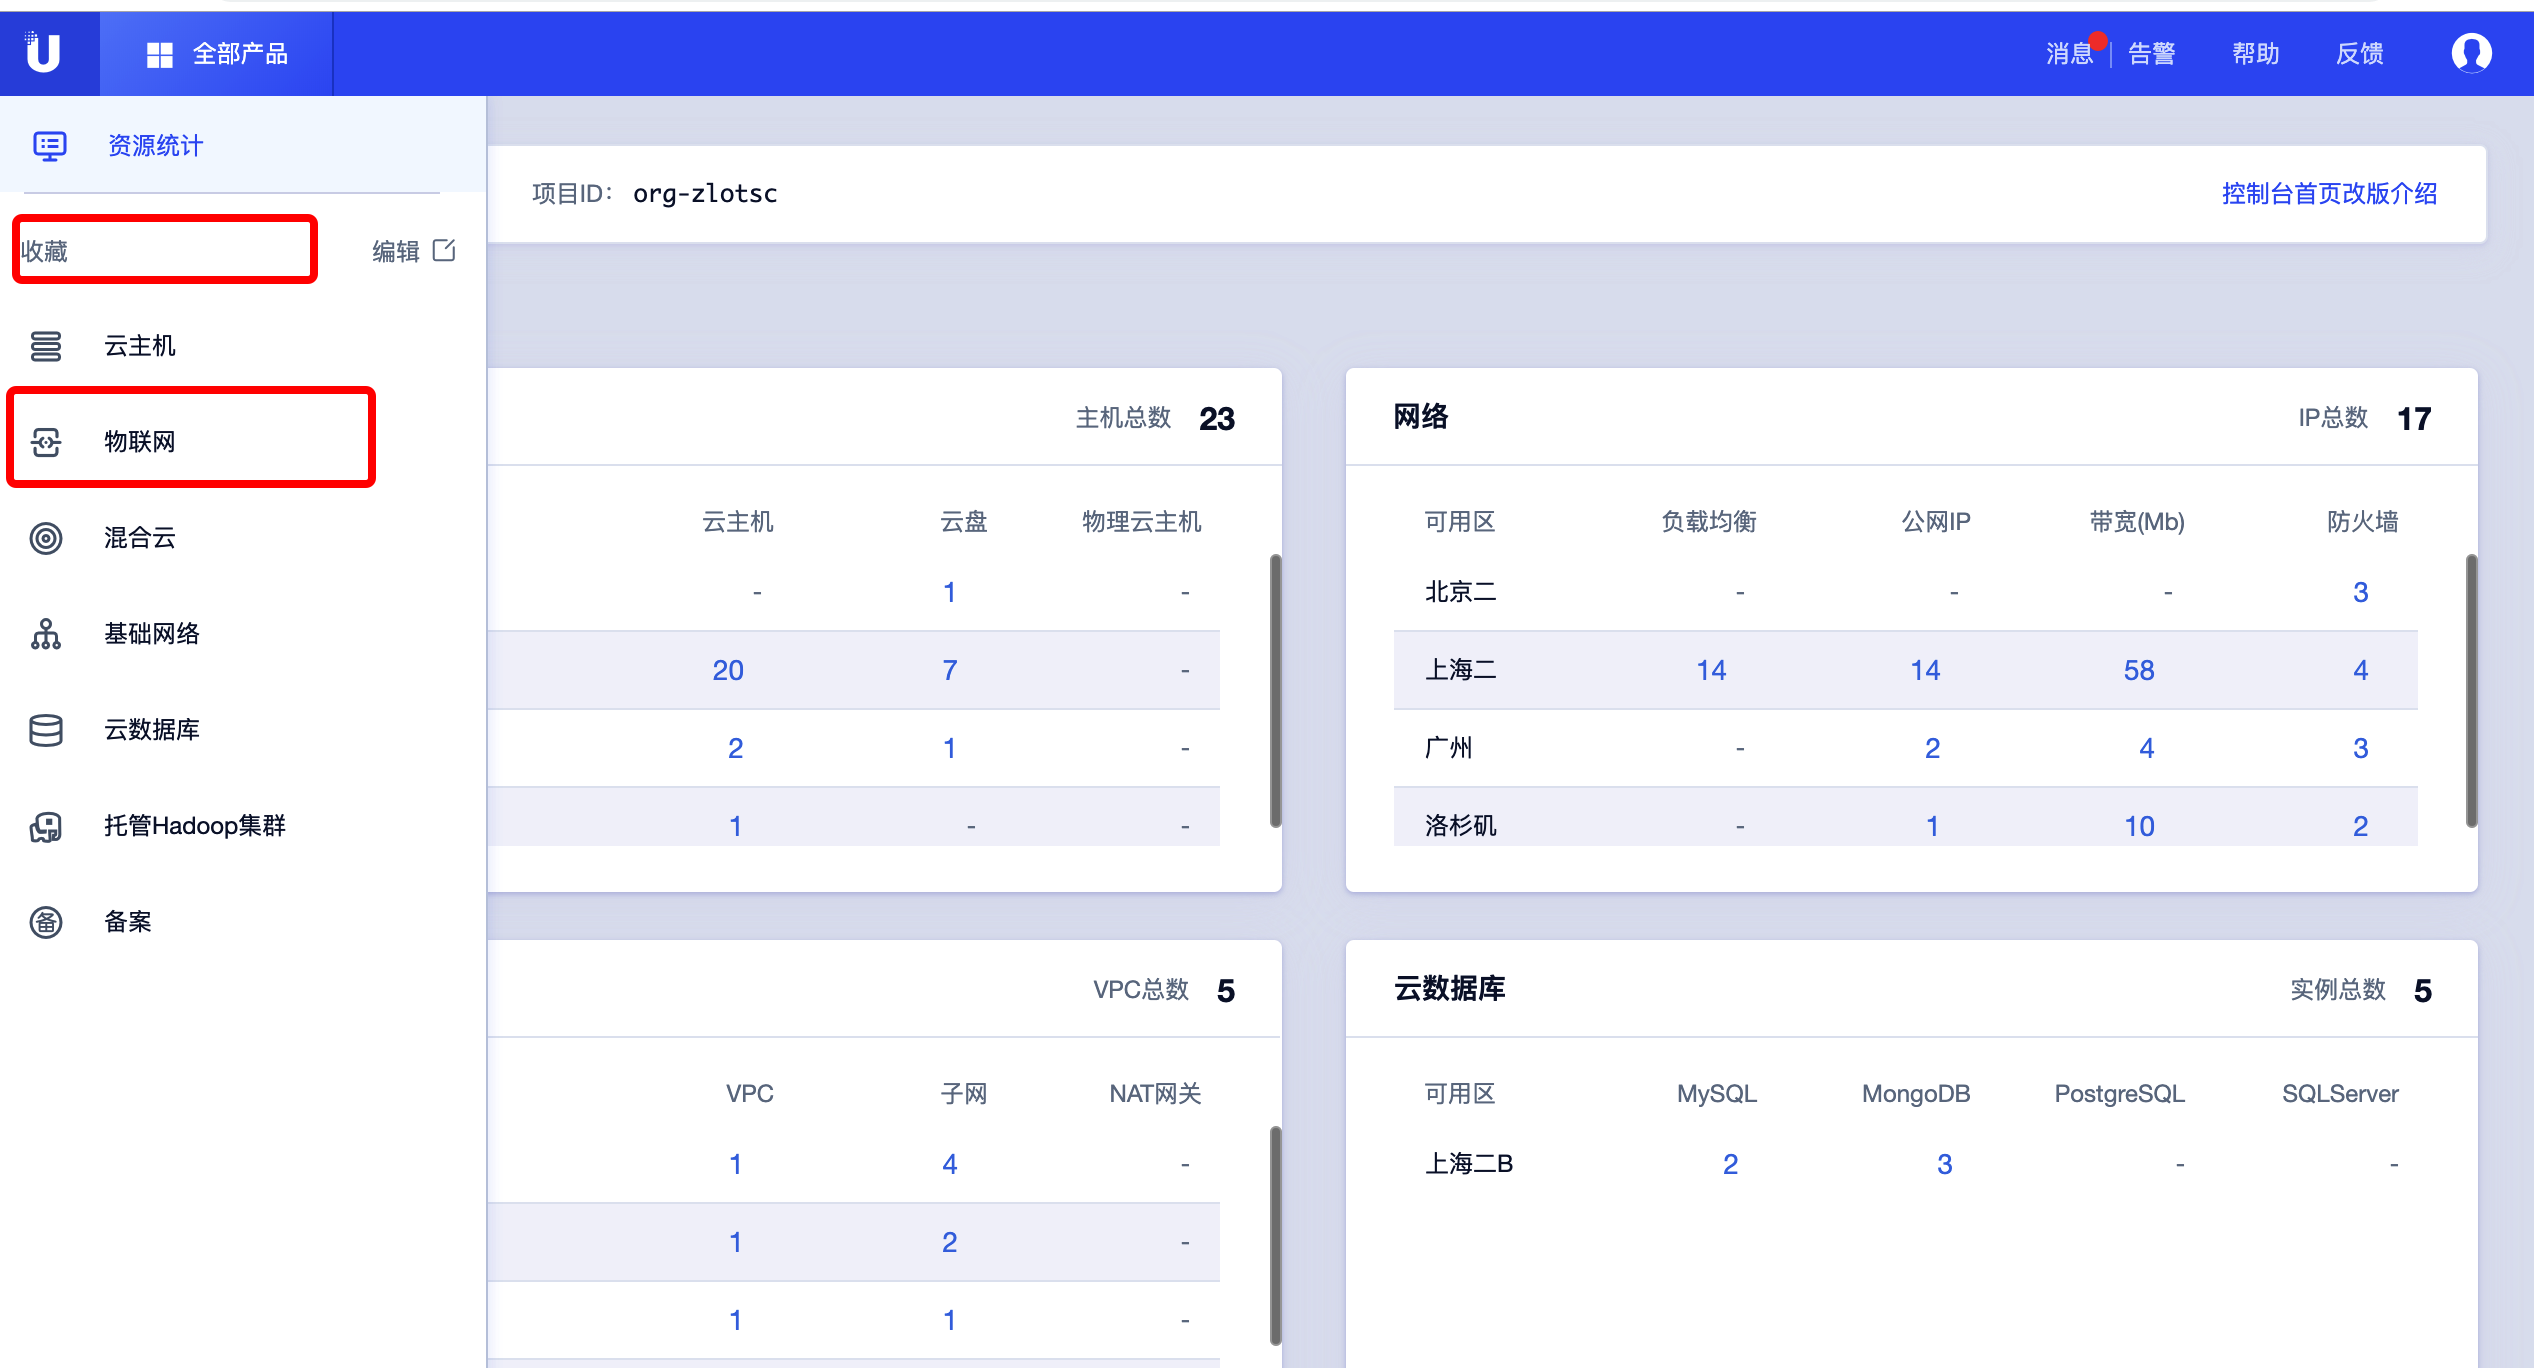 U 全部产品 消息 告警 帮助 反馈
资源统计
项目ID： org-zlotsc 控制台首页改版介绍
收藏 编辑
云主机
物联网
混合云
基础网络
云数据库
托管Hadoop集群
备 备案
主机总数 23
云主机 云盘 物理云主机
- 1 -
20 7 -
2 1 -
1 - -
网络 IP总数 17
可用区 负载均衡 公网IP 带宽(Mb) 防火墙
北京二 - - - 3
上海二 14 14 58 4
广州 - 2 4 3
洛杉矶 - 1 10 2
VPC总数 5
VPC 子网 NAT网关
1 4 -
1 2 -
1 1 -
云数据库 实例总数 5
可用区 MySQL MongoDB PostgreSQL SQLServer
上海二B 2 3 - -